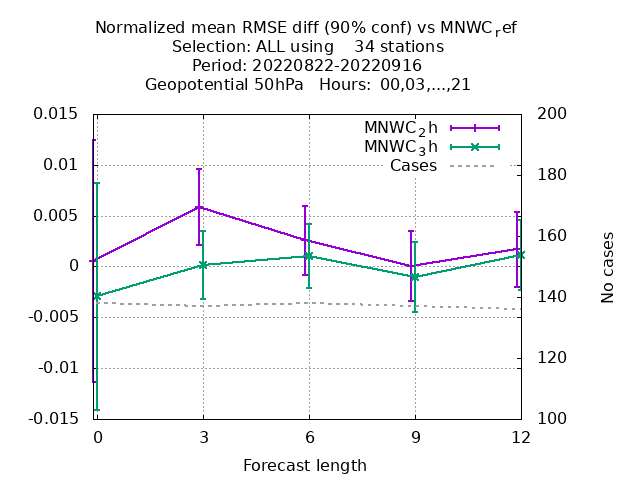 Normalized mean RMSE diff (90% conf) vs MNWC_ref
Selection: ALL using    34 stations
Period: 20220822-20220916
Geopotential 50hPa   Hours: 00,03,...,21
MNWC_2h
MNWC_3h
Cases
0.015
0.01
0.005
0
-0.005
-0.01
-0.015
200
180
160
140
120
100
No cases
0 3 6 9 12
Forecast length